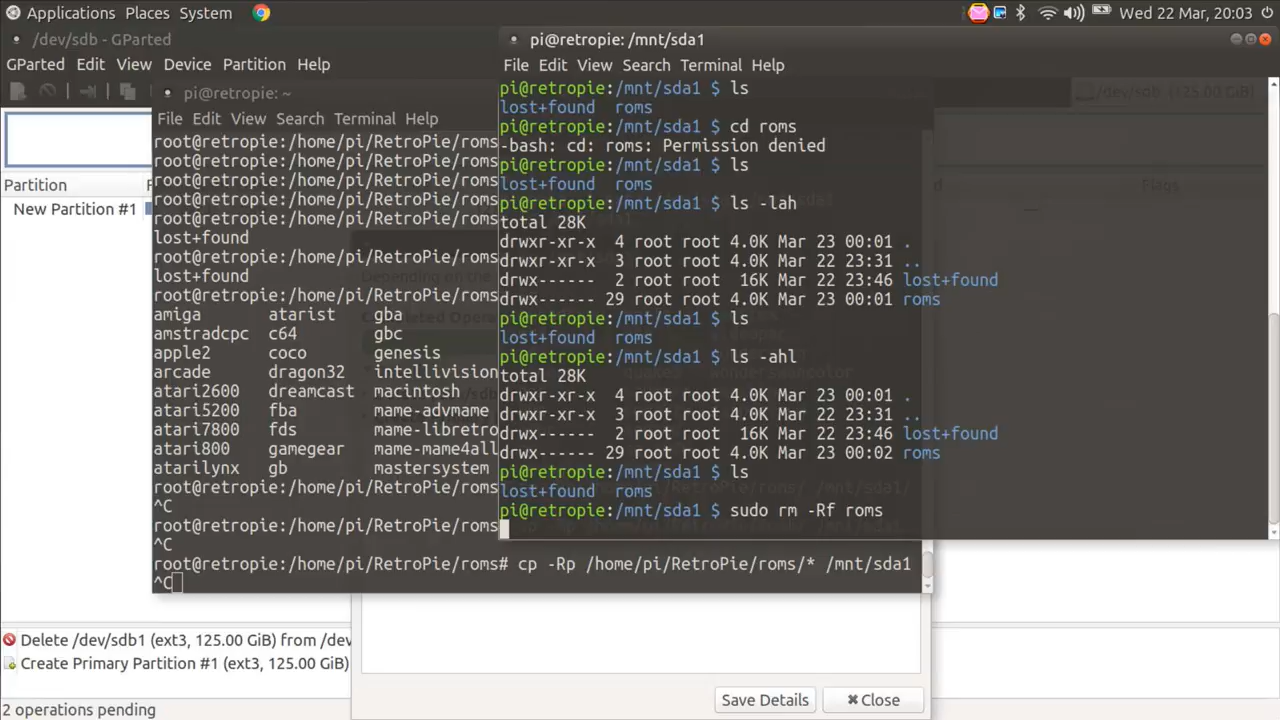 Applications Places System
Wed 22 Mar, 20:03
/dev/sdb - GParted
GParted Edit View Device Partition Help
/dev/sdb (125.00 GiB)
Partition
Flags
New Partition #1
pi@retropie: ~
File Edit View Search Terminal Help
root@retropie:/home/pi/RetroPie/roms
root@retropie:/home/pi/RetroPie/roms
root@retropie:/home/pi/RetroPie/roms
root@retropie:/home/pi/RetroPie/roms
root@retropie:/home/pi/RetroPie/roms
lost+found
root@retropie:/home/pi/RetroPie/roms
lost+found
root@retropie:/home/pi/RetroPie/roms
amiga atarist gba
amstradcpc c64 gbc
apple2 coco genesis
arcade dragon32 intellivision
atari2600 dreamcast macintosh
atari5200 fba mame-advmame
atari7800 fds mame-libretro
atari800 gamegear mame-mame4all
atarilynx gb mastersystem
root@retropie:/home/pi/RetroPie/roms
^C
root@retropie:/home/pi/RetroPie/roms
^C
root@retropie:/home/pi/RetroPie/roms# cp -Rp /home/pi/RetroPie/roms/* /mnt/sda1
^C
pi@retropie: /mnt/sda1
File Edit View Search Terminal Help
pi@retropie:/mnt/sda1 $ ls
lost+found roms
pi@retropie:/mnt/sda1 $ cd roms
-bash: cd: roms: Permission denied
pi@retropie:/mnt/sda1 $ ls
lost+found roms
pi@retropie:/mnt/sda1 $ ls -lah
total 28K
drwxr-xr-x 4 root root 4.0K Mar 23 00:01 .
drwxr-xr-x 3 root root 4.0K Mar 22 23:31 ..
drwx------ 2 root root 16K Mar 22 23:46 lost+found
drwx------ 29 root root 4.0K Mar 23 00:01 roms
pi@retropie:/mnt/sda1 $ ls
lost+found roms
pi@retropie:/mnt/sda1 $ ls -ahl
total 28K
drwxr-xr-x 4 root root 4.0K Mar 23 00:01 .
drwxr-xr-x 3 root root 4.0K Mar 22 23:31 ..
drwx------ 2 root root 16K Mar 22 23:46 lost+found
drwx------ 29 root root 4.0K Mar 23 00:02 roms
pi@retropie:/mnt/sda1 $ ls
lost+found roms
pi@retropie:/mnt/sda1 $ sudo rm -Rf roms
Delete /dev/sdb1 (ext3, 125.00 GiB) from /dev
Create Primary Partition #1 (ext3, 125.00 GiB)
Save Details
Close
2 operations pending